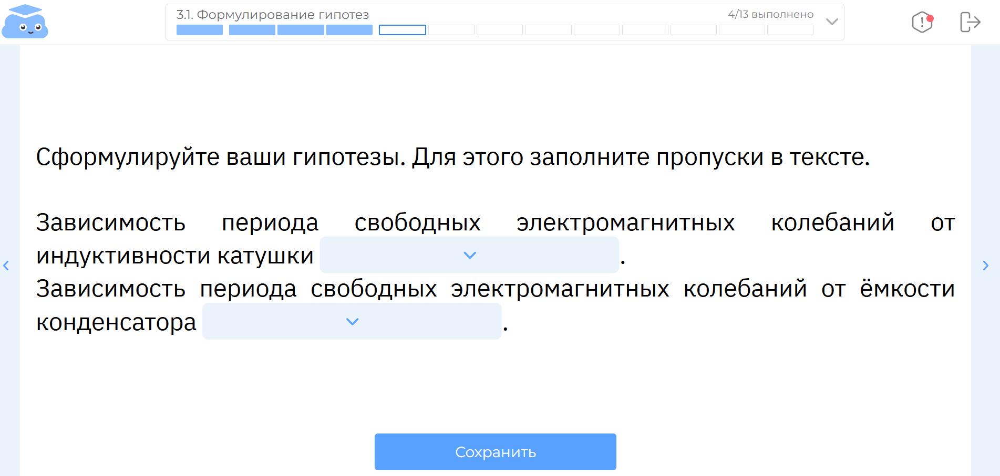 3.1. Формулирование гипотез
4/13 выполнено
Сформулируйте ваши гипотезы. Для этого заполните пропуски в тексте.
Зависимость периода свободных электромагнитных колебаний от
индуктивности катушки .
Зависимость периода свободных электромагнитных колебаний от ёмкости
конденсатора .
Сохранить